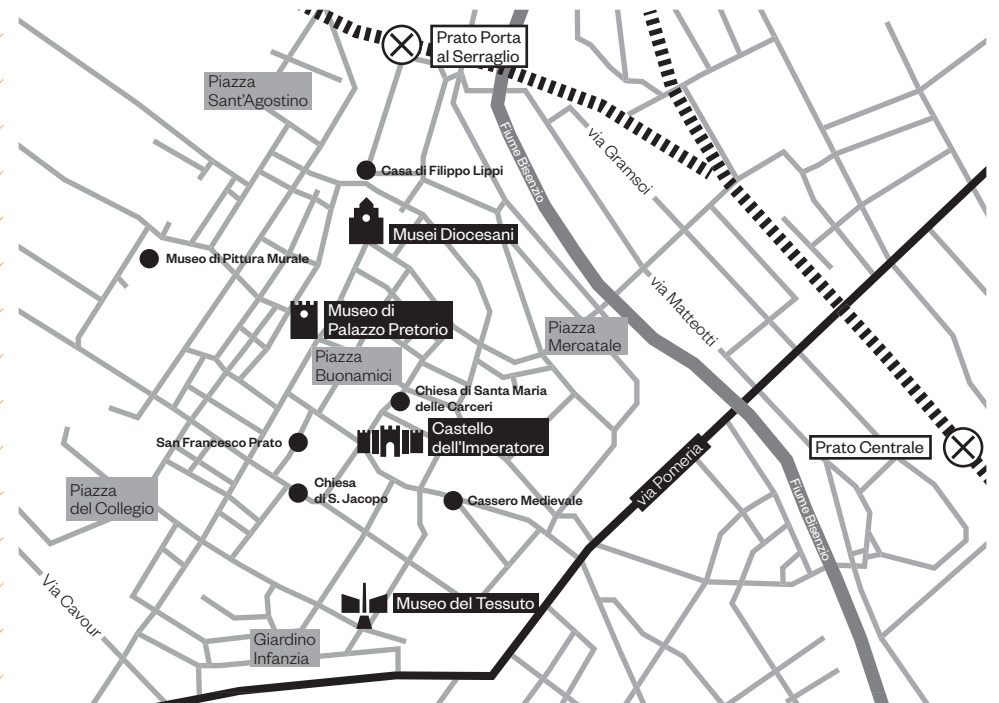 Prato Porta
al Serraglio
Piazza
Sant'Agostino
Fiume Bisenzio
via Gramsci
Casa di Filippo Lippi
Musei Diocesani
Museo di Pittura Murale
via Matteotti
Museo di
Palazzo Pretorio
Piazza
Mercatale
Piazza
Buonamici
Chiesa di Santa Maria
delle Carceri
Castello
dell'Imperatore
San Francesco Prato
Prato Centrale
via Pomeria
Piazza
del Collegio
Chiesa
di S. Jacopo
Cassero Medievale
Fiume Bisenzio
Via Cavour
Museo del Tessuto
Giardino
Infanzia